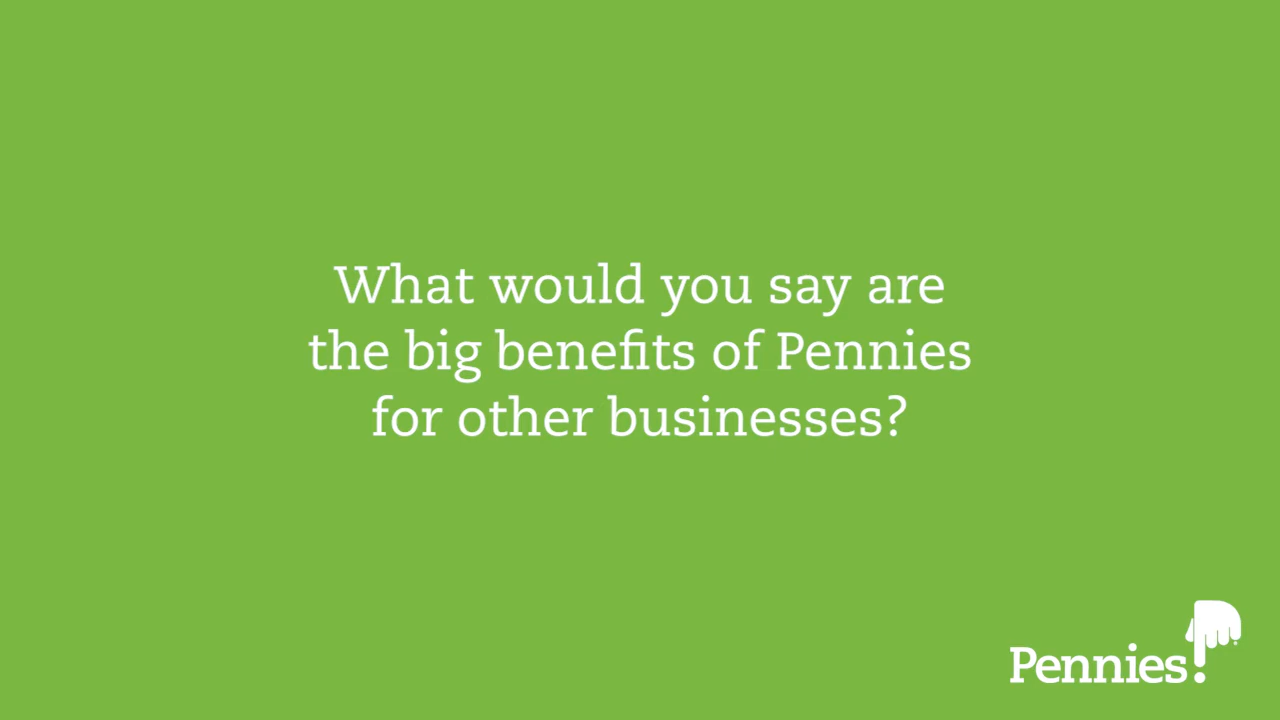 What would you say are
the big benefits of Pennies
for other businesses?
Pennies!